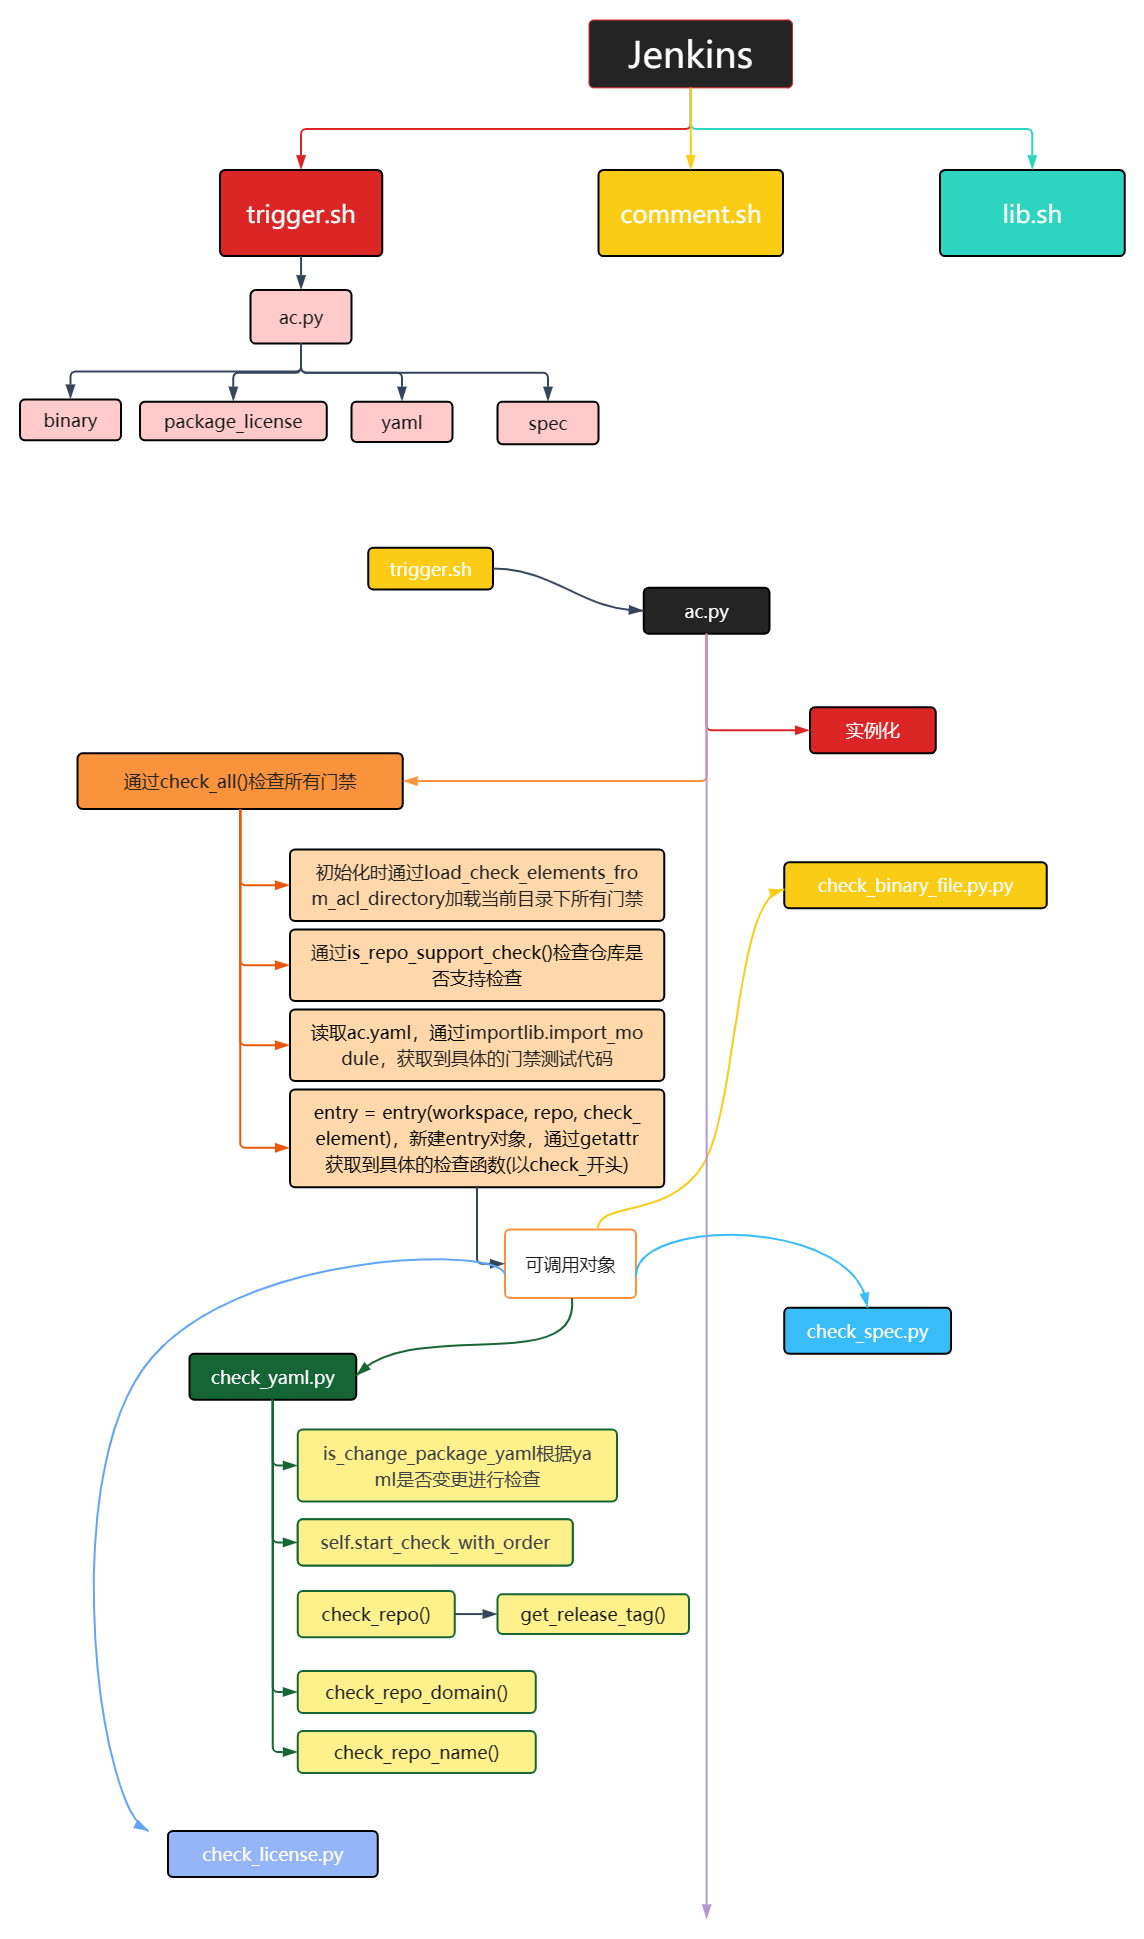 Jenkins
trigger.sh
comment.sh
lib.sh
ac.py
binary
package_license
yaml
spec
trigger.sh
ac.py
实例化
通过check_all()检查所有门禁
初始化时通过load_check_elements_fro
m_acl_directory加载当前目录下所有门禁
check_binary_file.py.py
通过is_repo_support_check()检查仓库是
否支持检查
读取ac.yaml，通过importlib.import_mo
dule，获取到具体的门禁测试代码
entry = entry(workspace, repo, check_
element)，新建entry对象，通过getattr
获取到具体的检查函数(以check_开头)
可调用对象
check_spec.py
check_yaml.py
is_change_package_yaml根据ya
ml是否变更进行检查
self.start_check_with_order
check_repo()
get_release_tag()
check_repo_domain()
check_repo_name()
check_license.py